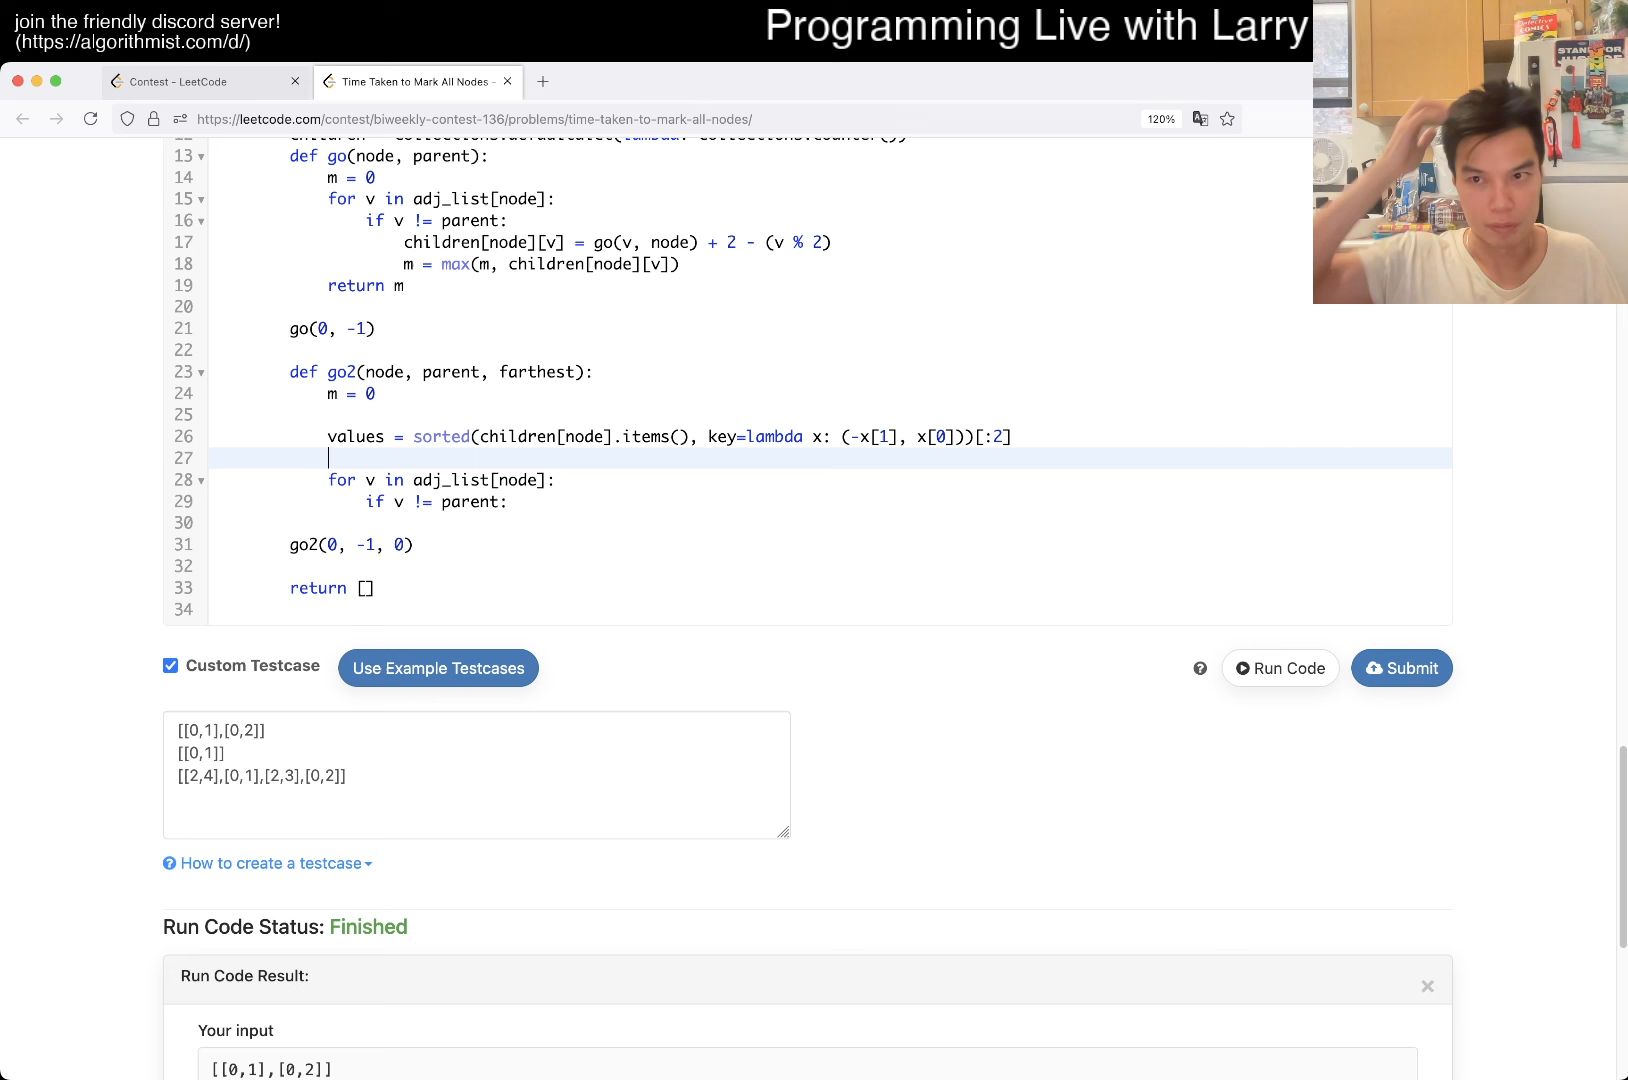 join the friendly discord server!
(https://algorithmist.com/d/)
Programming Live with Larry
Contest - LeetCode
Time Taken to Mark All Nodes -
https://leetcode.com/contest/biweekly-contest-136/problems/time-taken-to-mark-all-nodes/
120%
13 def go(node, parent):
14 m = 0
15 for v in adj_list[node]:
16 if v != parent:
17 children[node][v] = go(v, node) + 2 - (v % 2)
18 m = max(m, children[node][v])
19 return m
20
21 go(0, -1)
22
23 def go2(node, parent, farthest):
24 m = 0
25
26 values = sorted(children[node].items(), key=lambda x: (-x[1], x[0]))[:2]
27
28 for v in adj_list[node]:
29 if v != parent:
30
31 go2(0, -1, 0)
32
33 return []
34
Custom Testcase
Use Example Testcases
Run Code
Submit
[[0,1],[0,2]]
[[0,1]]
[[2,4],[0,1],[2,3],[0,2]]
How to create a testcase
Run Code Status: Finished
Run Code Result:
Your input
[[0,1],[0,2]]